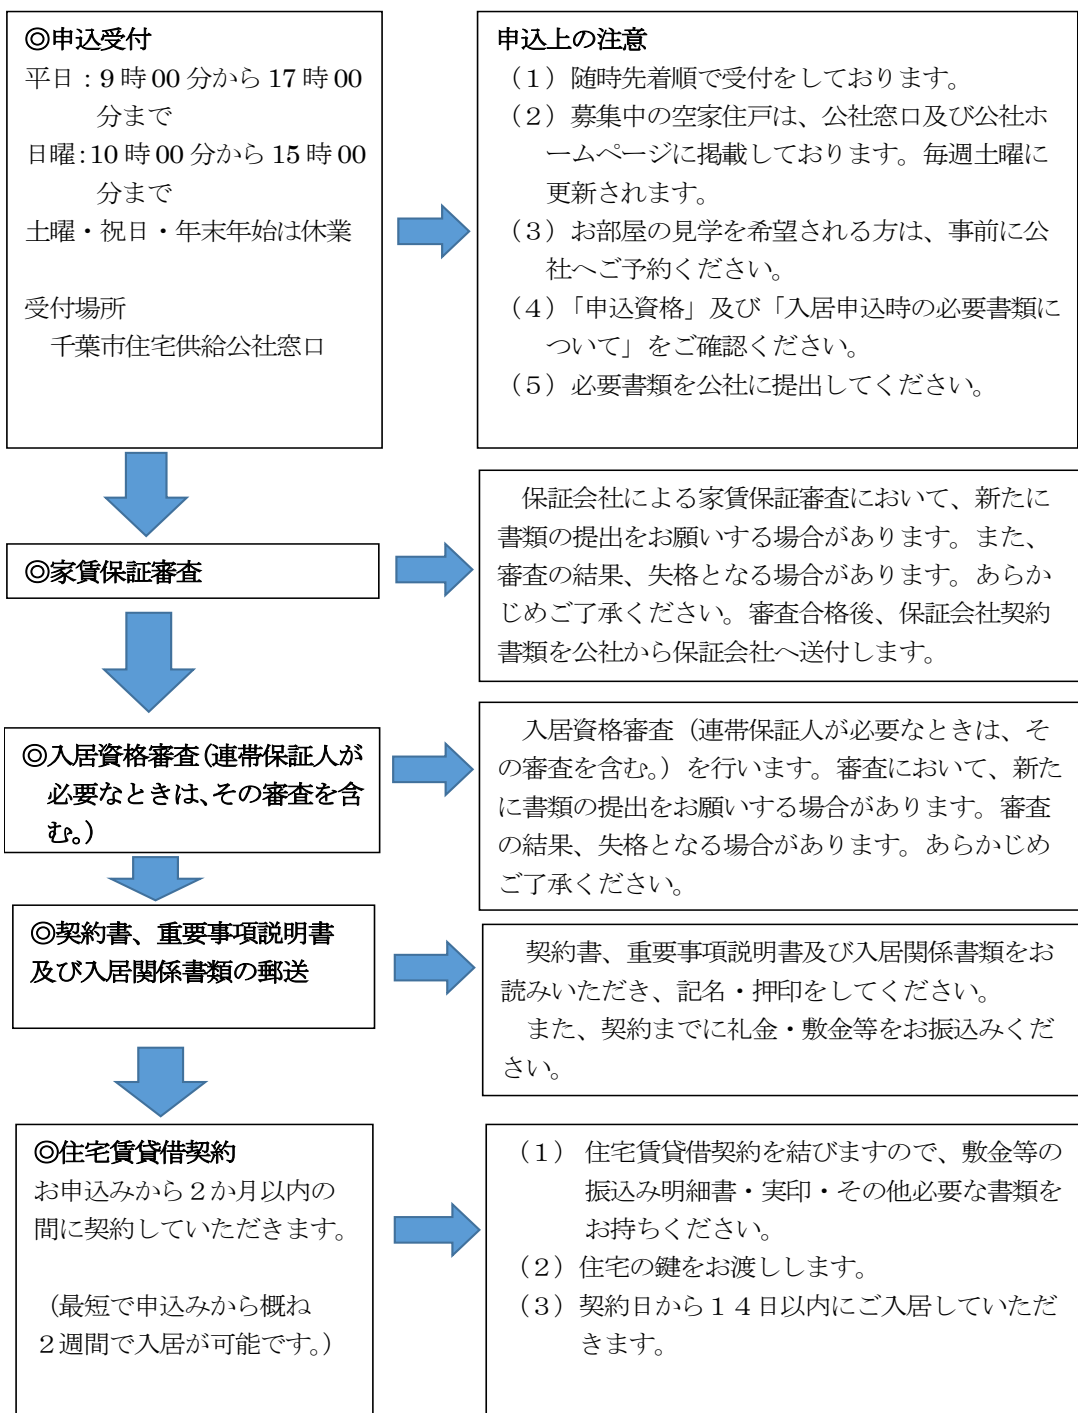 ◎申込受付
平日：9時00分から17時00
分まで
日曜：10時00分から15時00
分まで
土曜・祝日・年末年始は休業
受付場所
千葉市住宅供給公社窓口
申込上の注意
（1）随時先着順で受付をしております。
（2）募集中の空家住戸は、公社窓口及び公社ホ
ームページに掲載しております。毎週土曜に
更新されます。
（3）お部屋の見学を希望される方は、事前に公
社へご予約ください。
（4）「申込資格」及び「入居申込時の必要書類に
ついて」をご確認ください。
（5）必要書類を公社に提出してください。
◎家賃保証審査
保証会社による家賃保証審査において、新たに
書類の提出をお願いする場合があります。また、
審査の結果、失格となる場合があります。あらか
じめご了承ください。審査合格後、保証会社契約
書類を公社から保証会社へ送付します。
◎入居資格審査（連帯保証人が
必要なときは、その審査を含
む。）
入居資格審査（連帯保証人が必要なときは、そ
の審査を含む。）を行います。審査において、新た
に書類の提出をお願いする場合があります。審査
の結果、失格となる場合があります。あらかじめ
ご了承ください。
◎契約書、重要事項説明書
及び入居関係書類の郵送
契約書、重要事項説明書及び入居関係書類をお
読みいただき、記名・押印をしてください。
また、契約までに礼金・敷金等をお振込みくだ
さい。
◎住宅賃貸借契約
お申込みから２か月以内の
間に契約していただきます。
（最短で申込みから概ね
２週間で入居が可能です。）
（1） 住宅賃貸借契約を結びますので、敷金等の
振込み明細書・実印・その他必要な書類を
お持ちください。
（2）住宅の鍵をお渡しします。
（3）契約日から１４日以内にご入居していただ
きます。